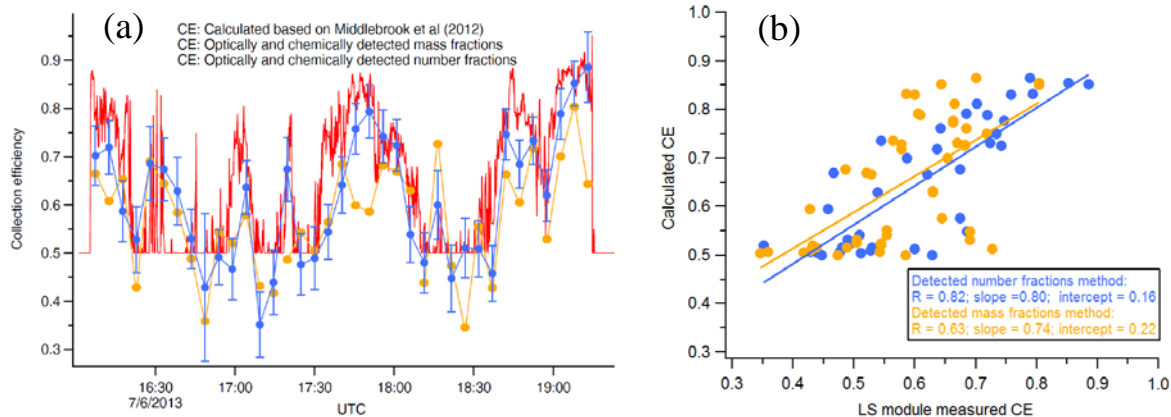 (a)
CE: Calculated based on Middlebrook et al (2012)
CE: Optically and chemically detected mass fractions
CE: Optically and chemically detected number fractions
Collection efficiency
0.9
0.8
0.7
0.6
0.5
0.4
0.3
16:30
17:00
17:30
18:00
18:30
19:00
7/6/2013
UTC
(b)
Calculated CE
1.0
0.9
0.8
0.7
0.6
0.5
0.4
0.3
Detected number fractions method:
R = 0.82; slope =0.80; intercept = 0.16
Detected mass fractions method:
R = 0.63; slope = 0.74; intercept = 0.22
0.3
0.4
0.5
0.6
0.7
0.8
0.9
1.0
LS module measured CE